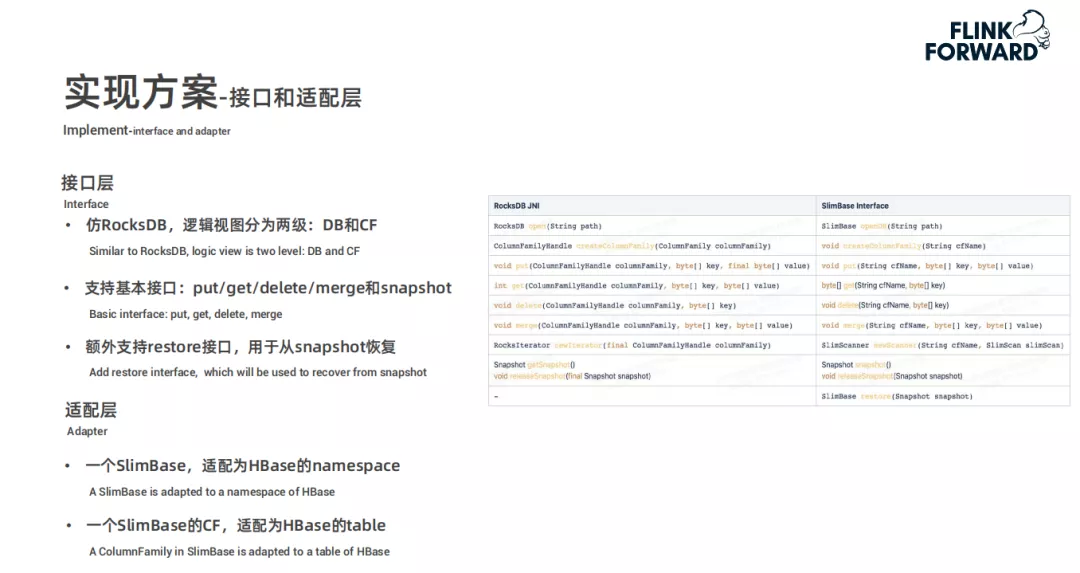 FLINK
FORWARD
实现方案-接口和适配层
Implement-interface and adapter
接口层
Interface
• 仿RocksDB，逻辑视图分为两级：DB和CF
Similar to RocksDB, logic view is two level: DB and CF
• 支持基本接口：put/get/delete/merge和snapshot
Basic interface: put, get, delete, merge
• 额外支持restore接口，用于从snapshot恢复
Add restore interface, which will be used to recover from snapshot
适配层
Adapter
• 一个SlimBase，适配为HBase的namespace
A SlimBase is adapted to a namespace of HBase
• 一个SlimBase的CF，适配为HBase的table
A ColumnFamily in SlimBase is adapted to a table of HBase
RocksDB JNI SlimBase Interface
RocksDB open(String path) SlimBase openDB(String path)
ColumnFamilyHandle createColumnFamily(ColumnFamily columnFamily) void createColumnFamily(String cfName)
void put(ColumnFamilyHandle columnFamily, byte[] key, final byte[] value) void put(String cfName, byte[] key, byte[] value)
int get(ColumnFamilyHandle columnFamily, byte[] key, byte[] value) byte[] get(String cfName, byte[] key)
void delete(ColumnFamilyHandle columnFamily, byte[] key) void delete(String cfName, byte[] key)
void merge(ColumnFamilyHandle columnFamily, byte[] key, byte[] value) void merge(String cfName, byte[] key, byte[] value)
RocksIterator newIterator(final ColumnFamilyHandle columnFamily) SlimScanner newScanner(String cfName, SlimScan slimScan)
Snapshot getSnapshot() Snapshot snapshot()
void releaseSnapshot(final Snapshot snapshot) void releaseSnapshot(Snapshot snapshot)
– SlimBase restore(Snapshot snapshot)